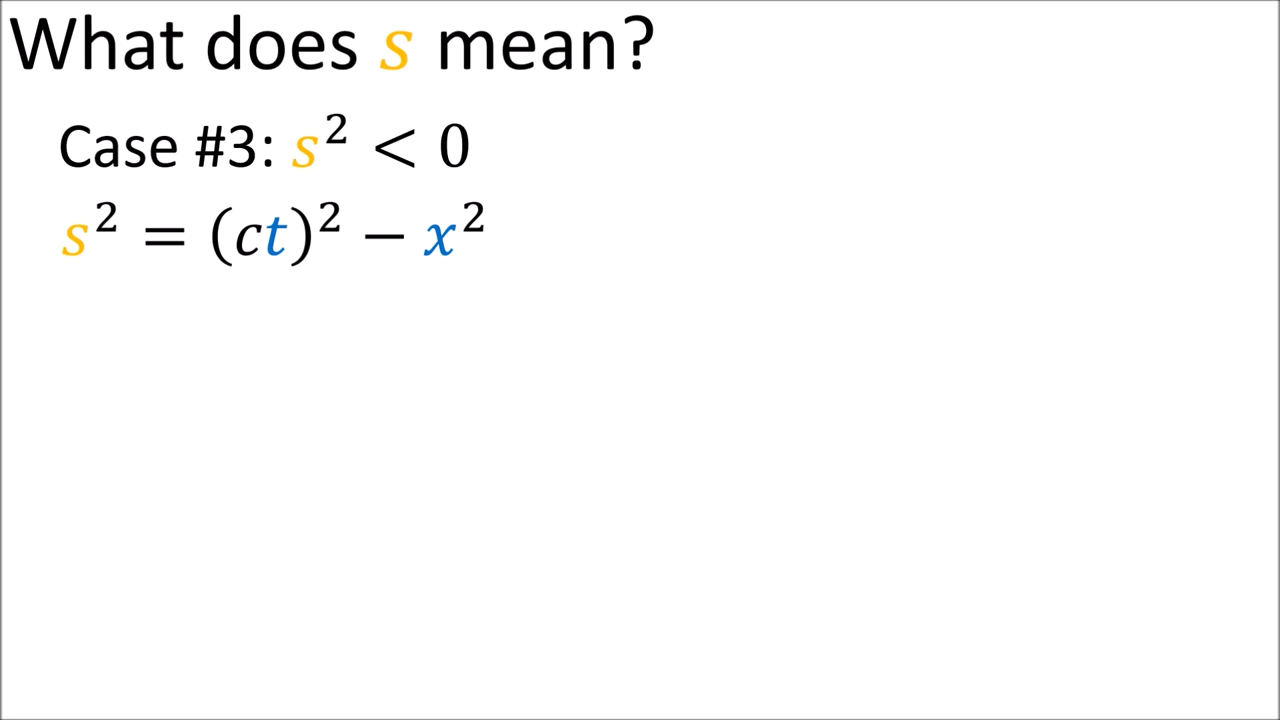 What does s mean?
Case #3: s² < 0
s² = (ct)² − x²